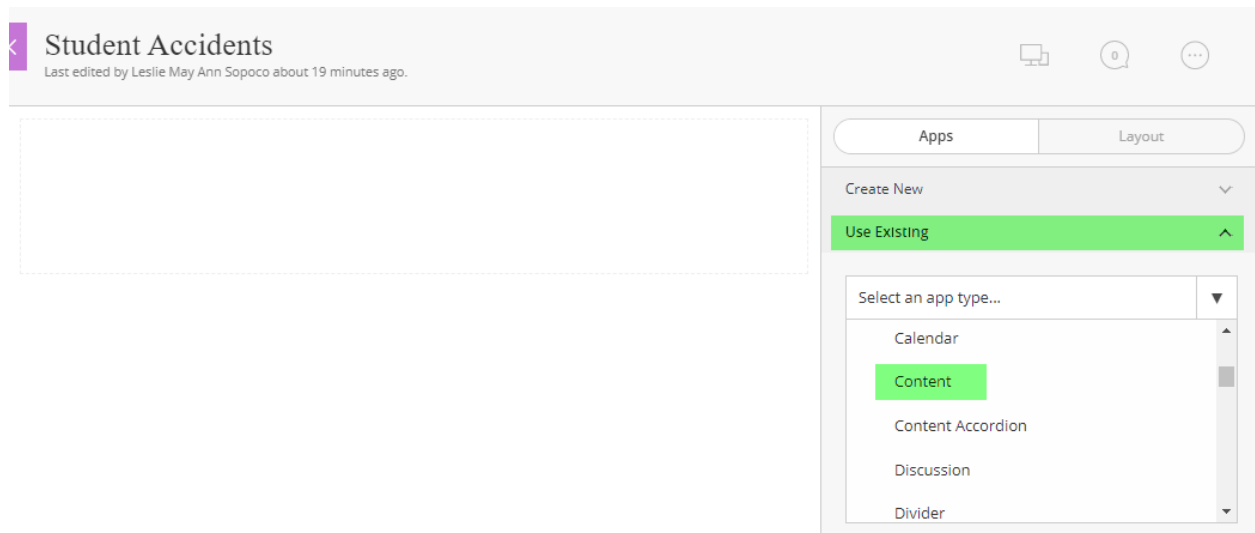 Student Accidents
Last edited by Leslie May Ann Sopoco about 19 minutes ago.
0
Apps
Layout
Create New
Use Existing
Select an app type...
Calendar
Content
Content Accordion
Discussion
Divider